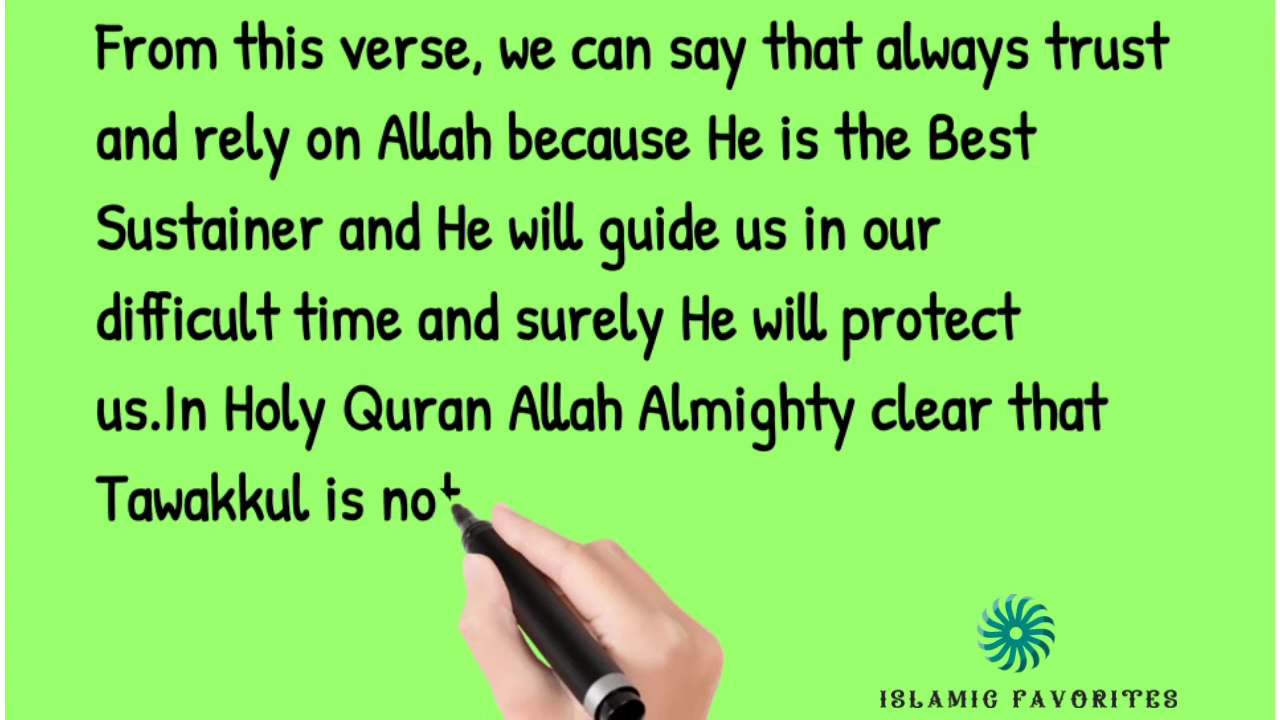 From this verse, we can say that always trust
and rely on Allah because He is the Best
Sustainer and He will guide us in our
difficult time and surely He will protect
us.In Holy Quran Allah Almighty clear that
Tawakkul is not
ISLAMIC FAVORITES